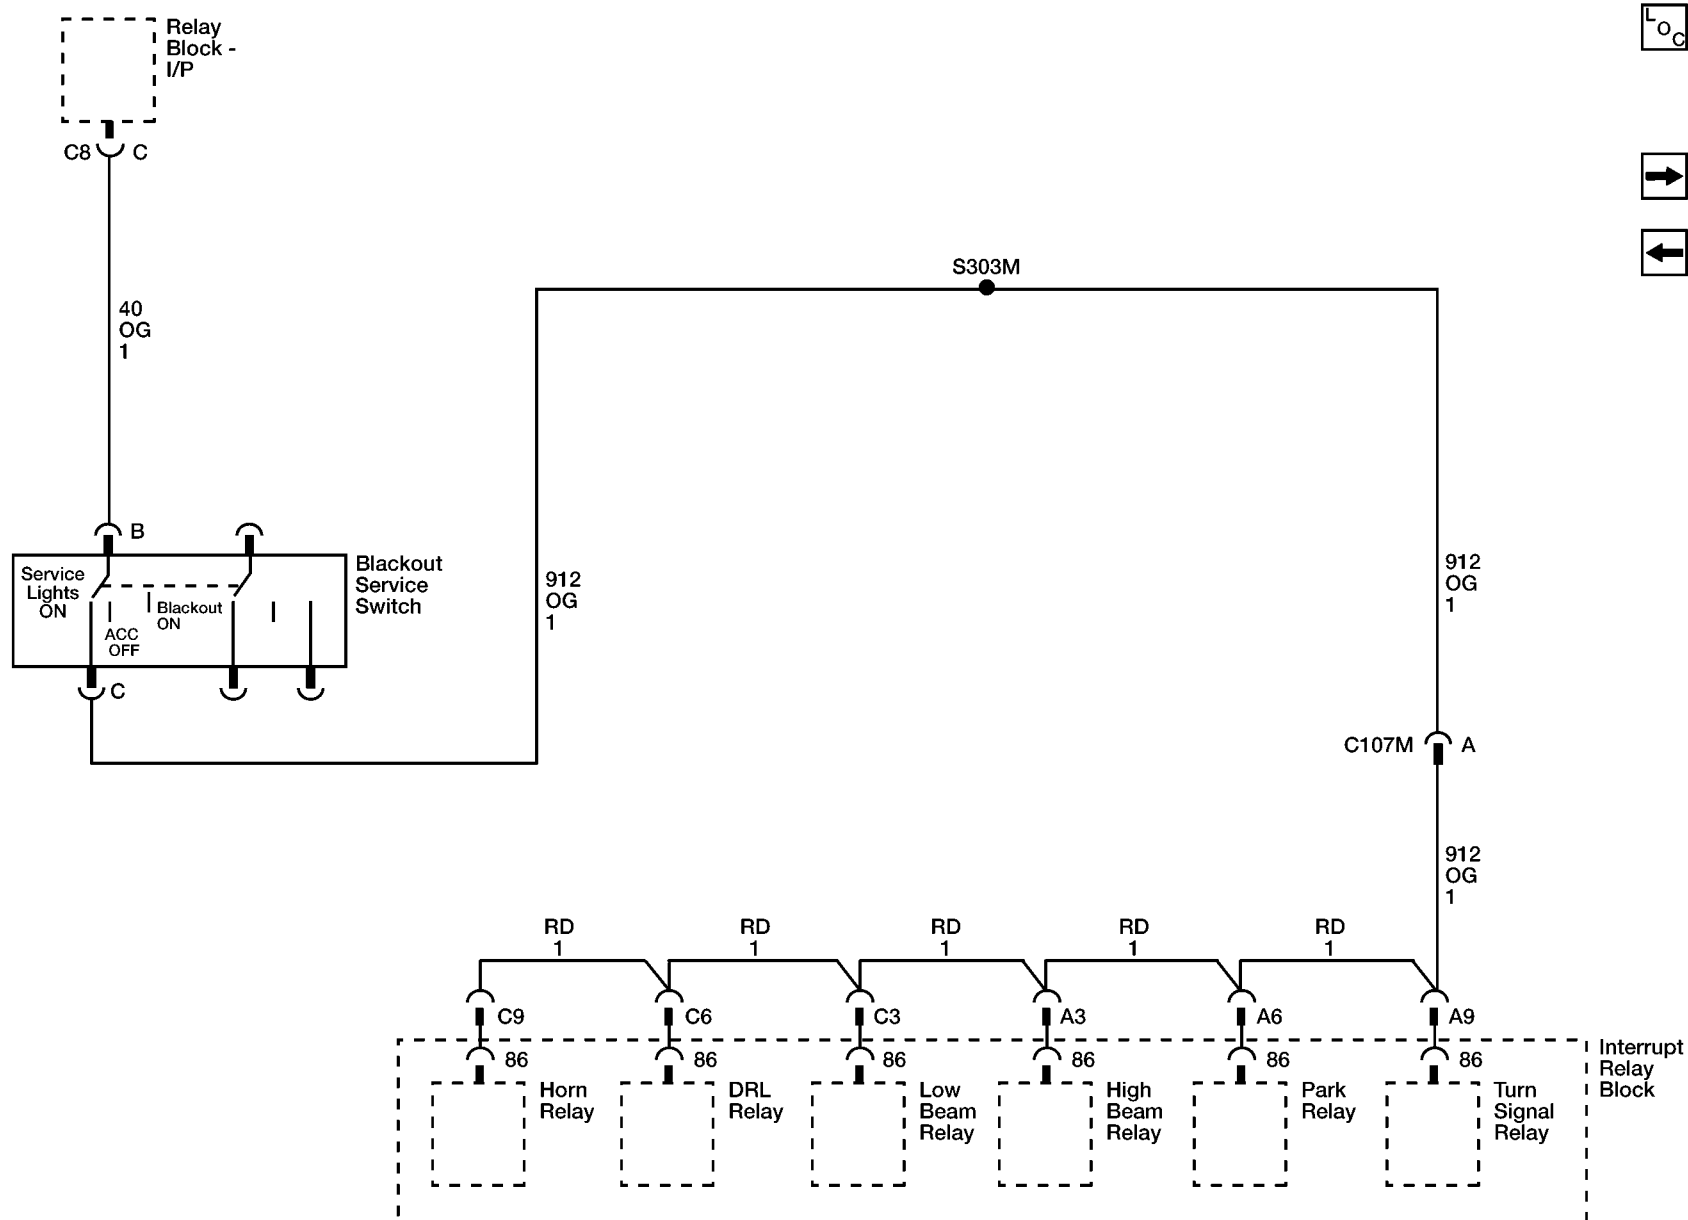 Relay
Block -
I/P
LOC
C8
C
S303M
40
OG
1
B
Service
Lights
ON
ACC
OFF
Blackout
ON
Blackout
Service
Switch
C
912
OG
1
912
OG
1
C107M
A
912
OG
1
RD
1
RD
1
RD
1
RD
1
RD
1
C9
C6
C3
A3
A6
A9
86
86
86
86
86
86
Horn
Relay
DRL
Relay
Low
Beam
Relay
High
Beam
Relay
Park
Relay
Turn
Signal
Relay
Interrupt
Relay
Block